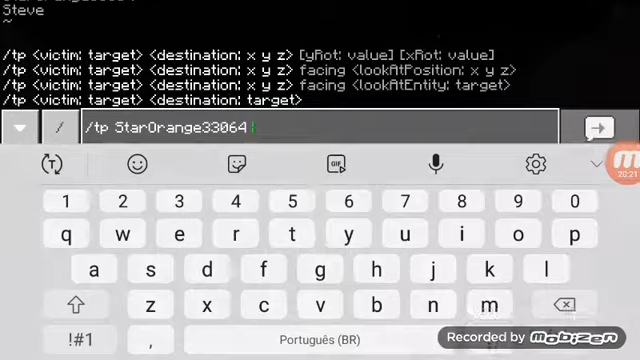 Steve
~
/tp <victim: target> <destination: x y z> [yRot: value] [xRot: value]
/tp <victim: target> <destination: x y z> facing <lookAtPosition: x y z>
/tp <victim: target> <destination: x y z> facing <lookAtEntity: target>
/tp <victim: target> <destination: target>
/ /tp StarOrange33064
T GIF
20:21
1 2 3 4 5 6 7 8 9 0
q w e r t y u i o p
a s d f g h j k l
z x c v b n m
!#1 , Português (BR)
Recorded by mobizen